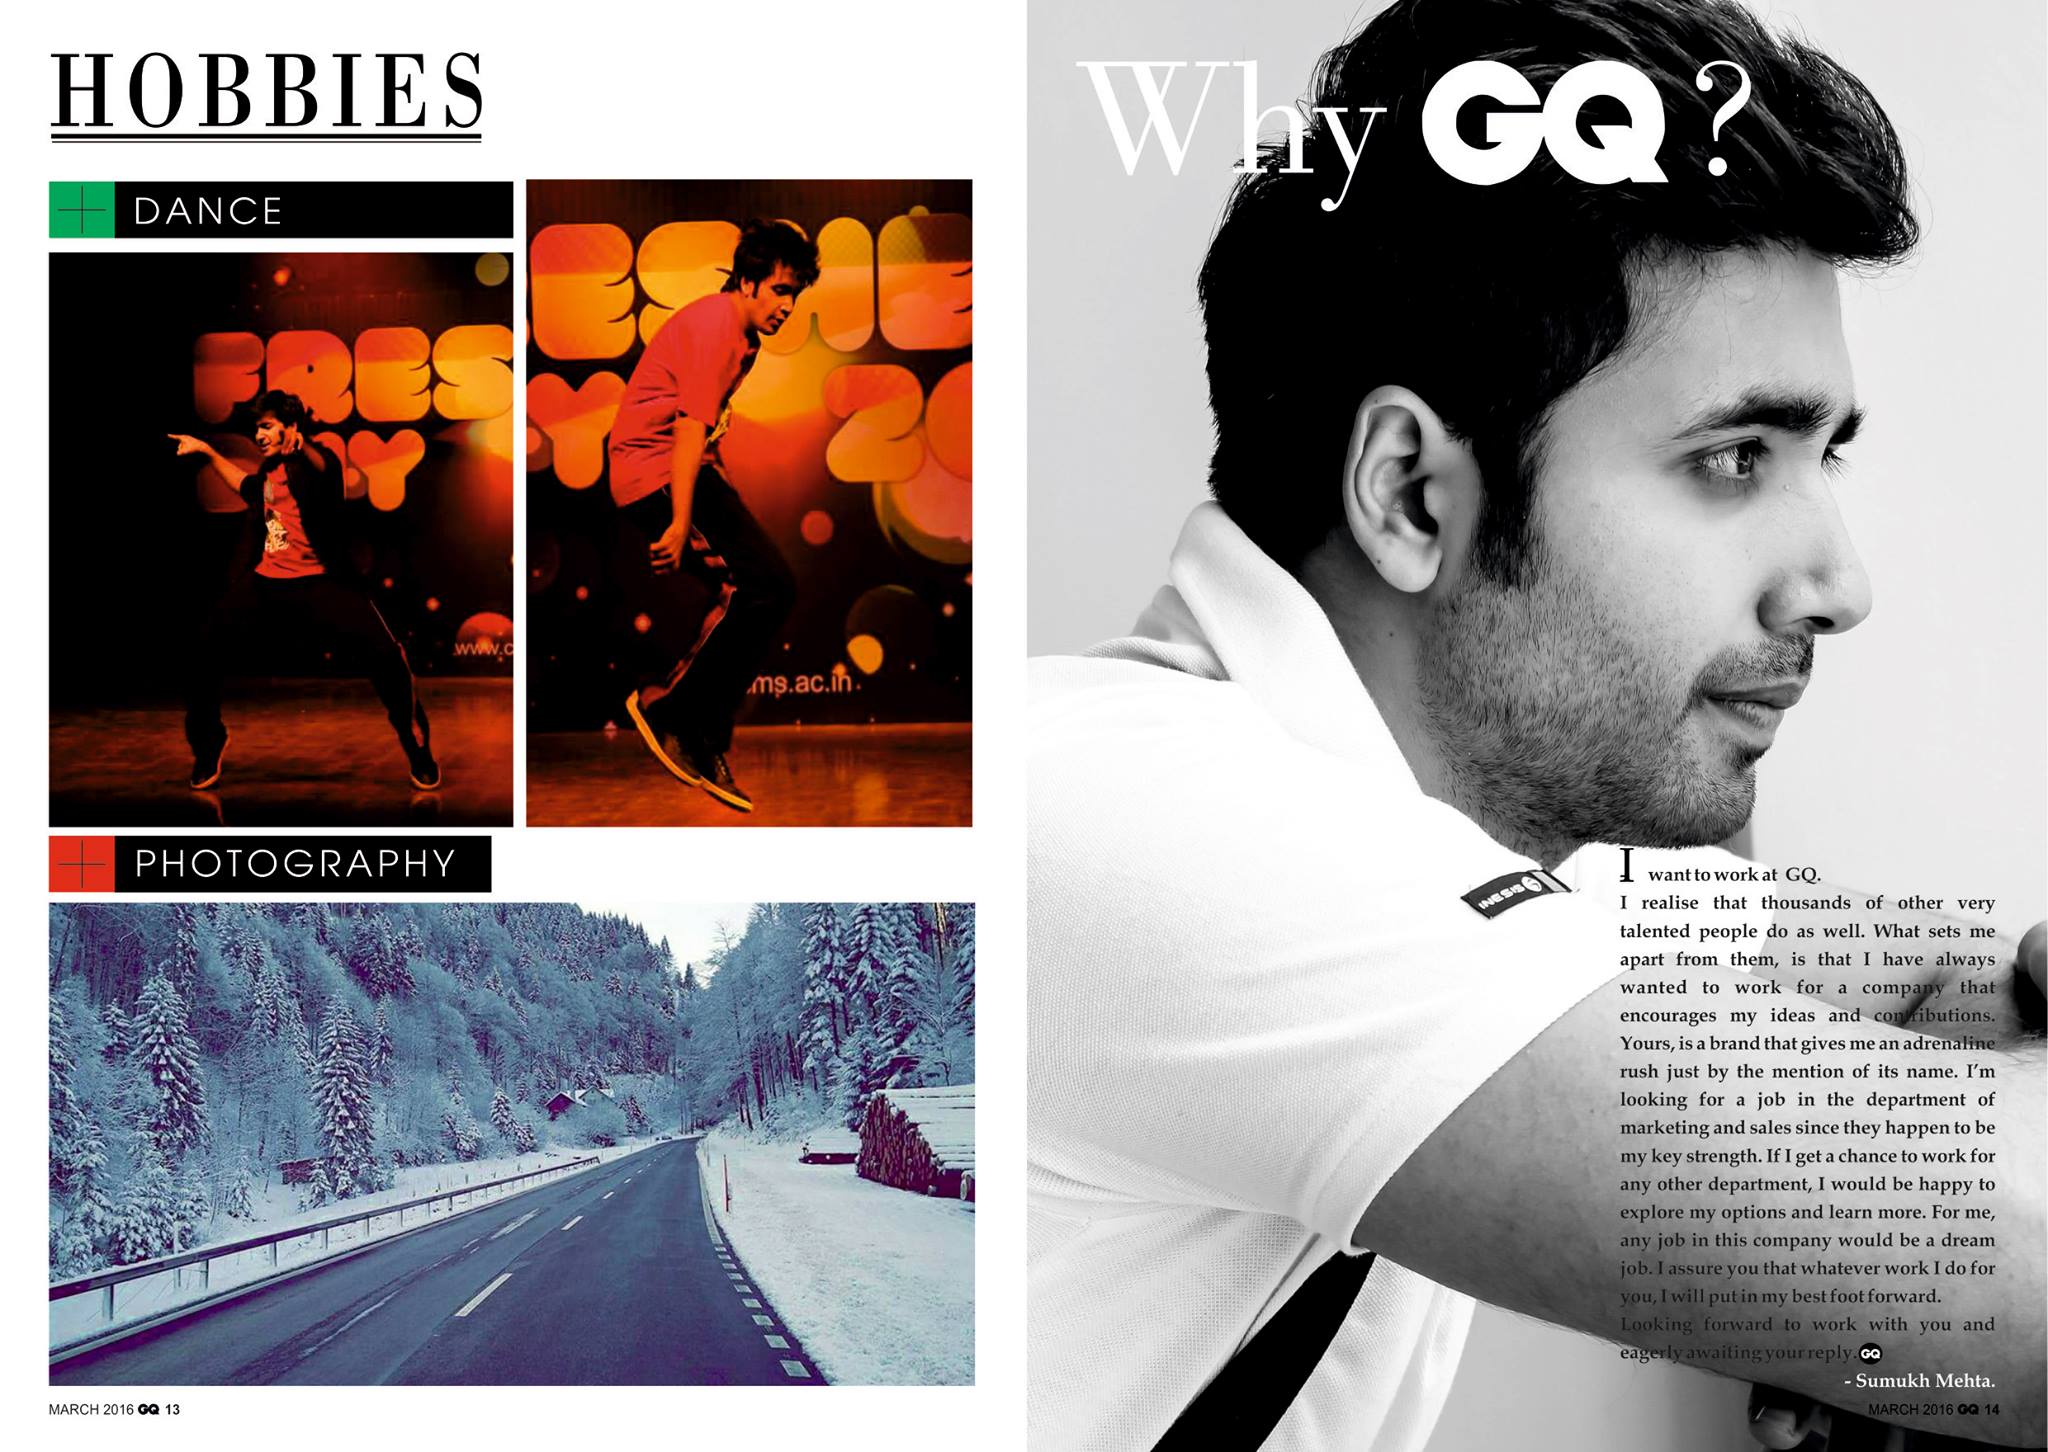 HOBBIES
DANCE
FRES
www.c
ms.ac.in
PHOTOGRAPHY
MARCH 2016 GQ 13
Why GQ ?
INESIS
I want to work at GQ.
I realise that thousands of other very
talented people do as well. What sets me
apart from them, is that I have always
wanted to work for a company that
encourages my ideas and contributions.
Yours, is a brand that gives me an adrenaline
rush just by the mention of its name. I'm
looking for a job in the department of
marketing and sales since they happen to be
my key strength. If I get a chance to work for
any other department, I would be happy to
explore my options and learn more. For me,
any job in this company would be a dream
job. I assure you that whatever work I do for
you, I will put in my best foot forward.
Looking forward to work with you and
eagerly awaiting your reply. GQ
- Sumukh Mehta.
MARCH 2016 GQ 14